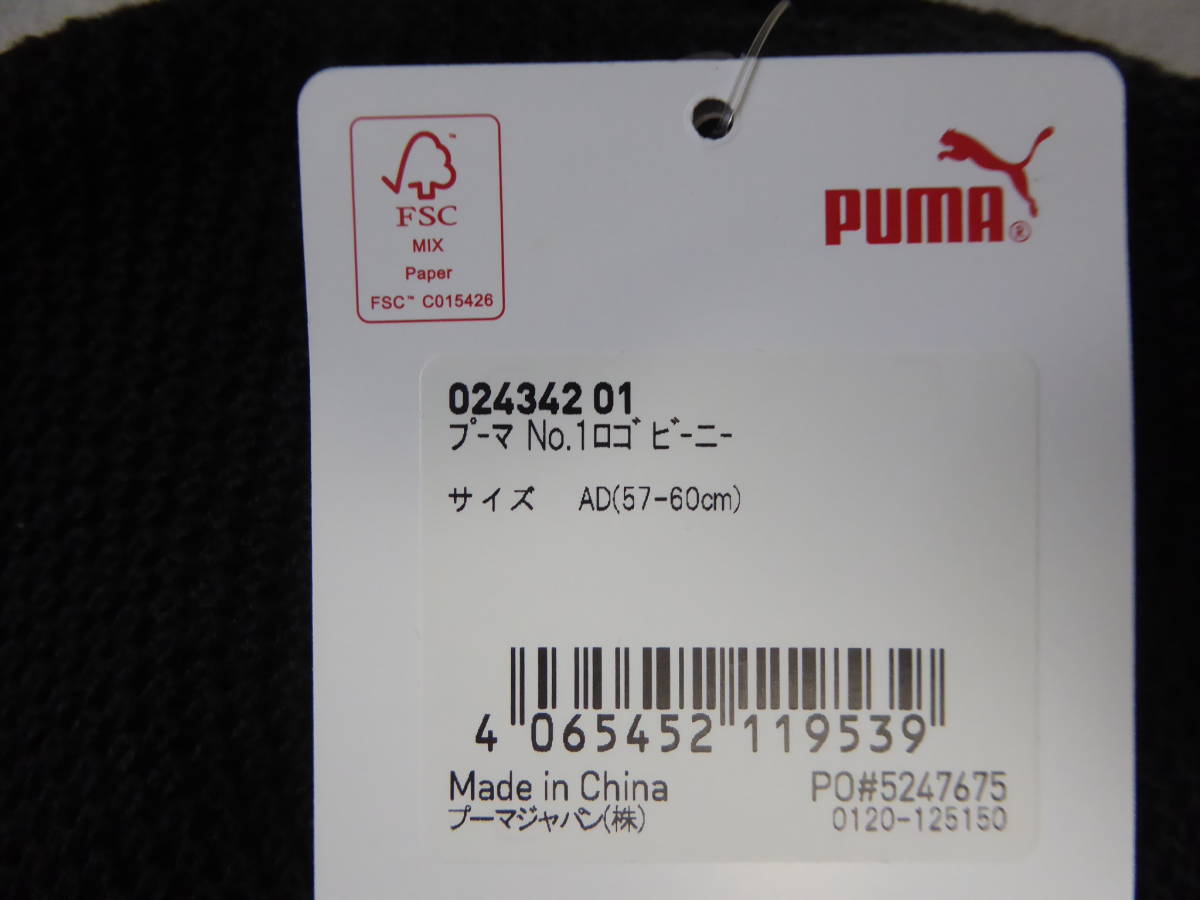 FSC™
MIX
Paper
FSC™ C015426
PUMA®
024342 01
プーマ No.1ロゴ ビーニー
サイズ AD(57-60cm)
4 065452 119539
Made in China PO#5247675
プーマジャパン(株) 0120-125150